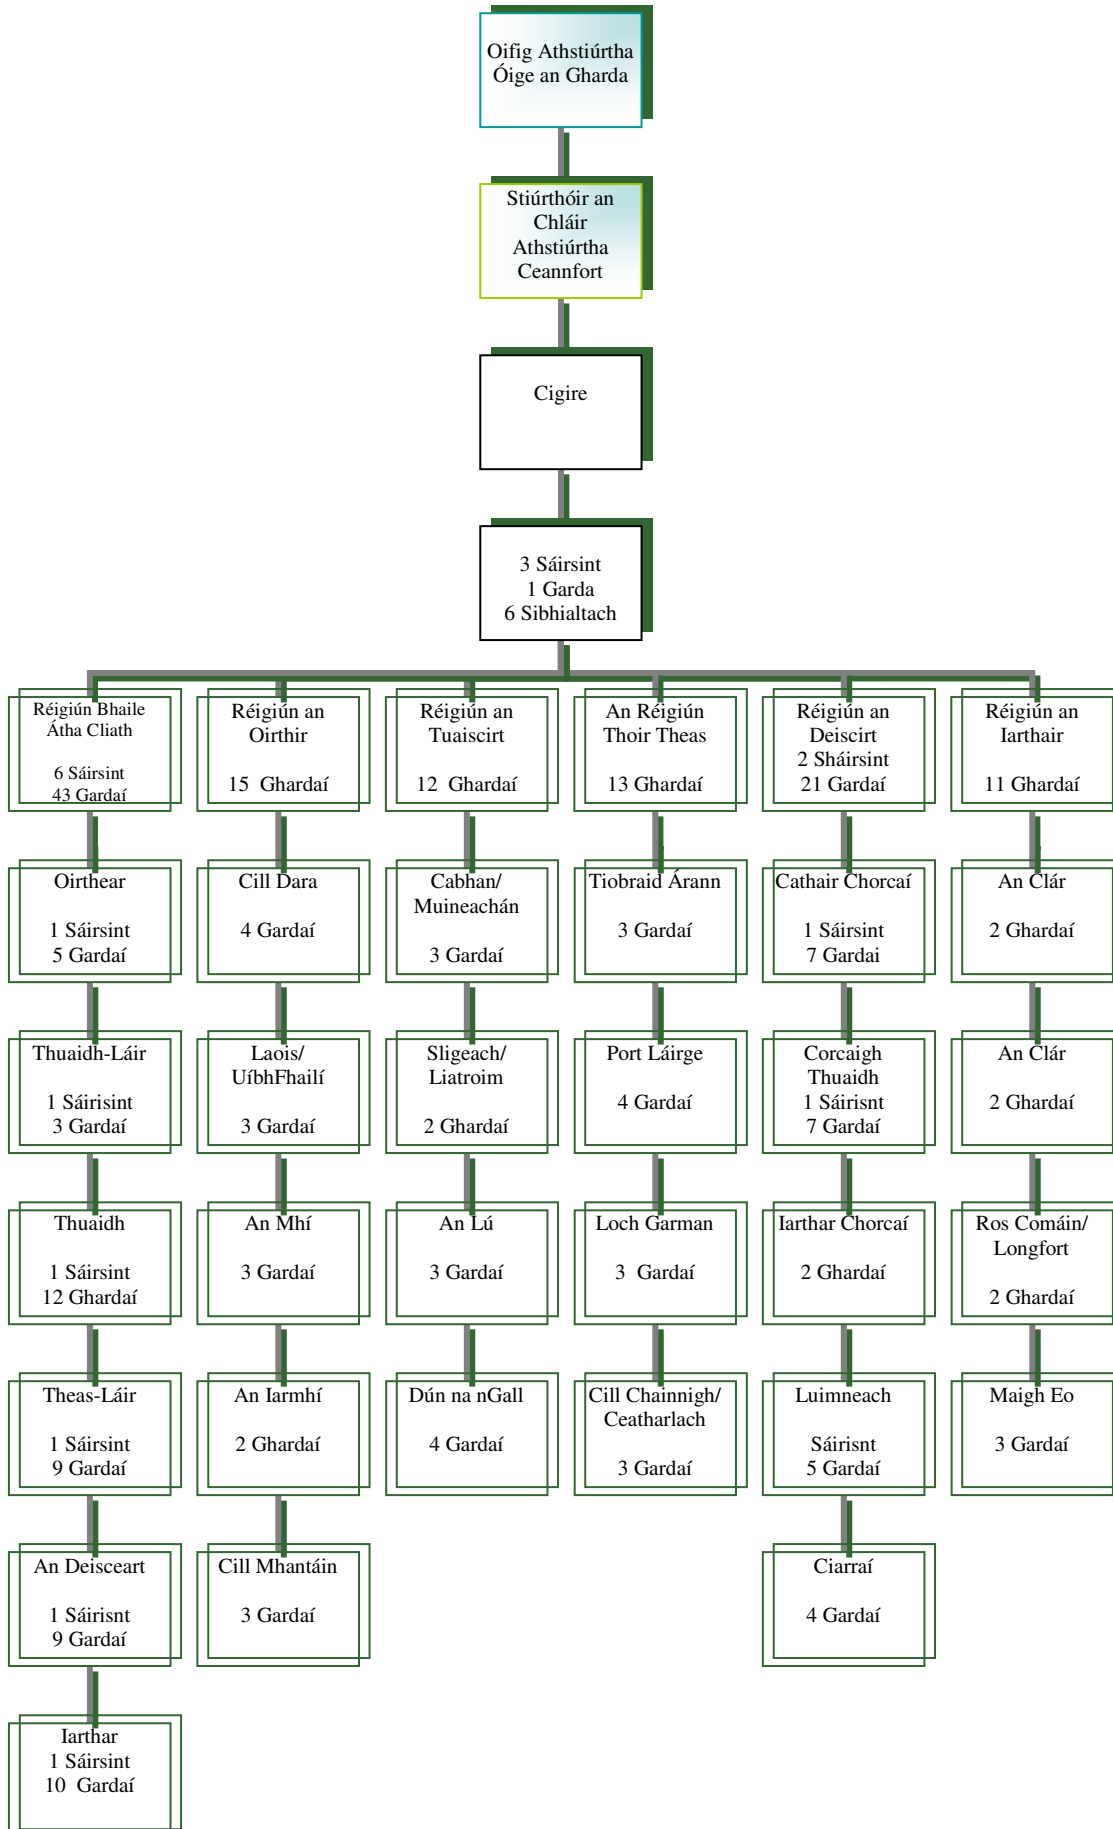 Oifig Athstiúrtha
Óige an Gharda
Stiúrthóir an
Chláir
Athstiúrtha
Ceannfort
Cigire
3 Sáirsint
1 Garda
6 Sibhialtach
Réigiún Bhaile
Átha Cliath
6 Sáirsint
43 Gardaí
Réigiún an
Oirthir
15 Ghardaí
Réigiún an
Tuaiscirt
12 Ghardaí
An Réigiún
Thoir Theas
13 Ghardaí
Réigiún an
Deiscirt
2 Sháirsint
21 Gardaí
Réigiún an
Iarthair
11 Ghardaí
Oirthear
1 Sáirsint
5 Gardaí
Cill Dara
4 Gardaí
Cabhan/
Muineachán
3 Gardaí
Tiobraid Árann
3 Gardaí
Cathair Chorcaí
1 Sáirsint
7 Gardai
An Clár
2 Ghardaí
Thuaidh-Láir
1 Sáirisint
3 Gardaí
Laois/
UíbhFhailí
3 Gardaí
Sligeach/
Liatroim
2 Ghardaí
Port Láirge
4 Gardaí
Corcaigh
Thuaidh
1 Sáirisnt
7 Gardaí
An Clár
2 Ghardaí
Thuaidh
1 Sáirsint
12 Ghardaí
An Mhí
3 Gardaí
An Lú
3 Gardaí
Loch Garman
3 Gardaí
Iarthar Chorcaí
2 Ghardaí
Ros Comáin/
Longfort
2 Ghardaí
Theas-Láir
1 Sáirsint
9 Gardaí
An Iarmhí
2 Ghardaí
Dún na nGall
4 Gardaí
Cill Chainnigh/
Ceatharlach
3 Gardaí
Luimneach
Sáirisnt
5 Gardaí
Maigh Eo
3 Gardaí
An Deisceart
1 Sáirisnt
9 Gardaí
Cill Mhantáin
3 Gardaí
Ciarraí
4 Gardaí
Iarthar
1 Sáirsint
10 Gardaí